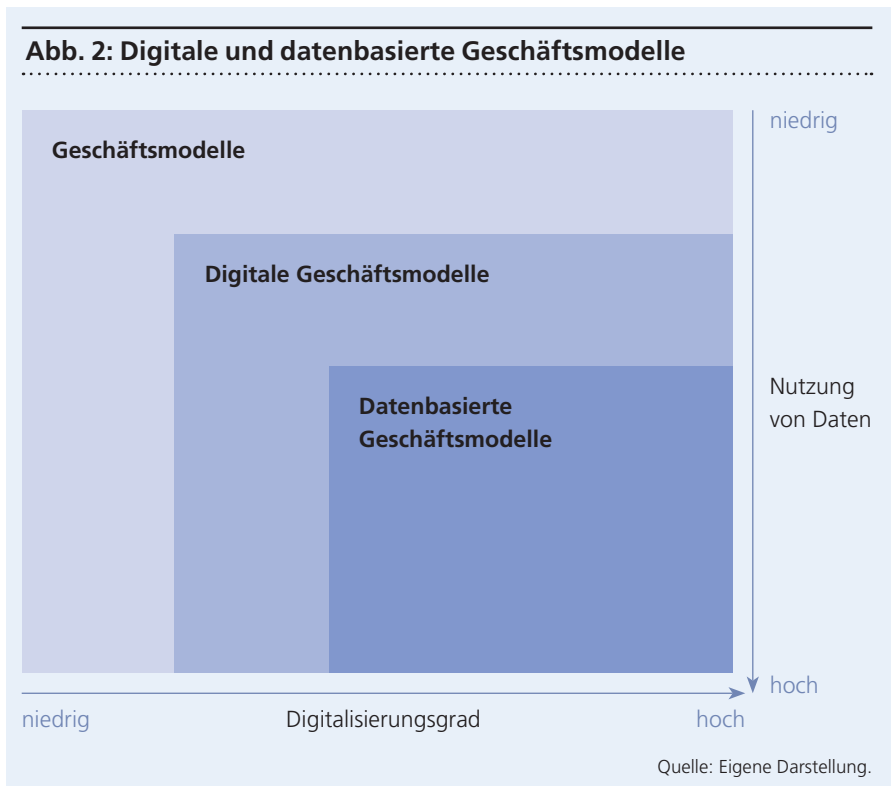 Abb. 2: Digitale und datenbasierte Geschäftsmodelle
niedrig
Geschäftsmodelle
Digitale Geschäftsmodelle
Datenbasierte
Geschäftsmodelle
Nutzung
von Daten
hoch
niedrig Digitalisierungsgrad hoch
Quelle: Eigene Darstellung.